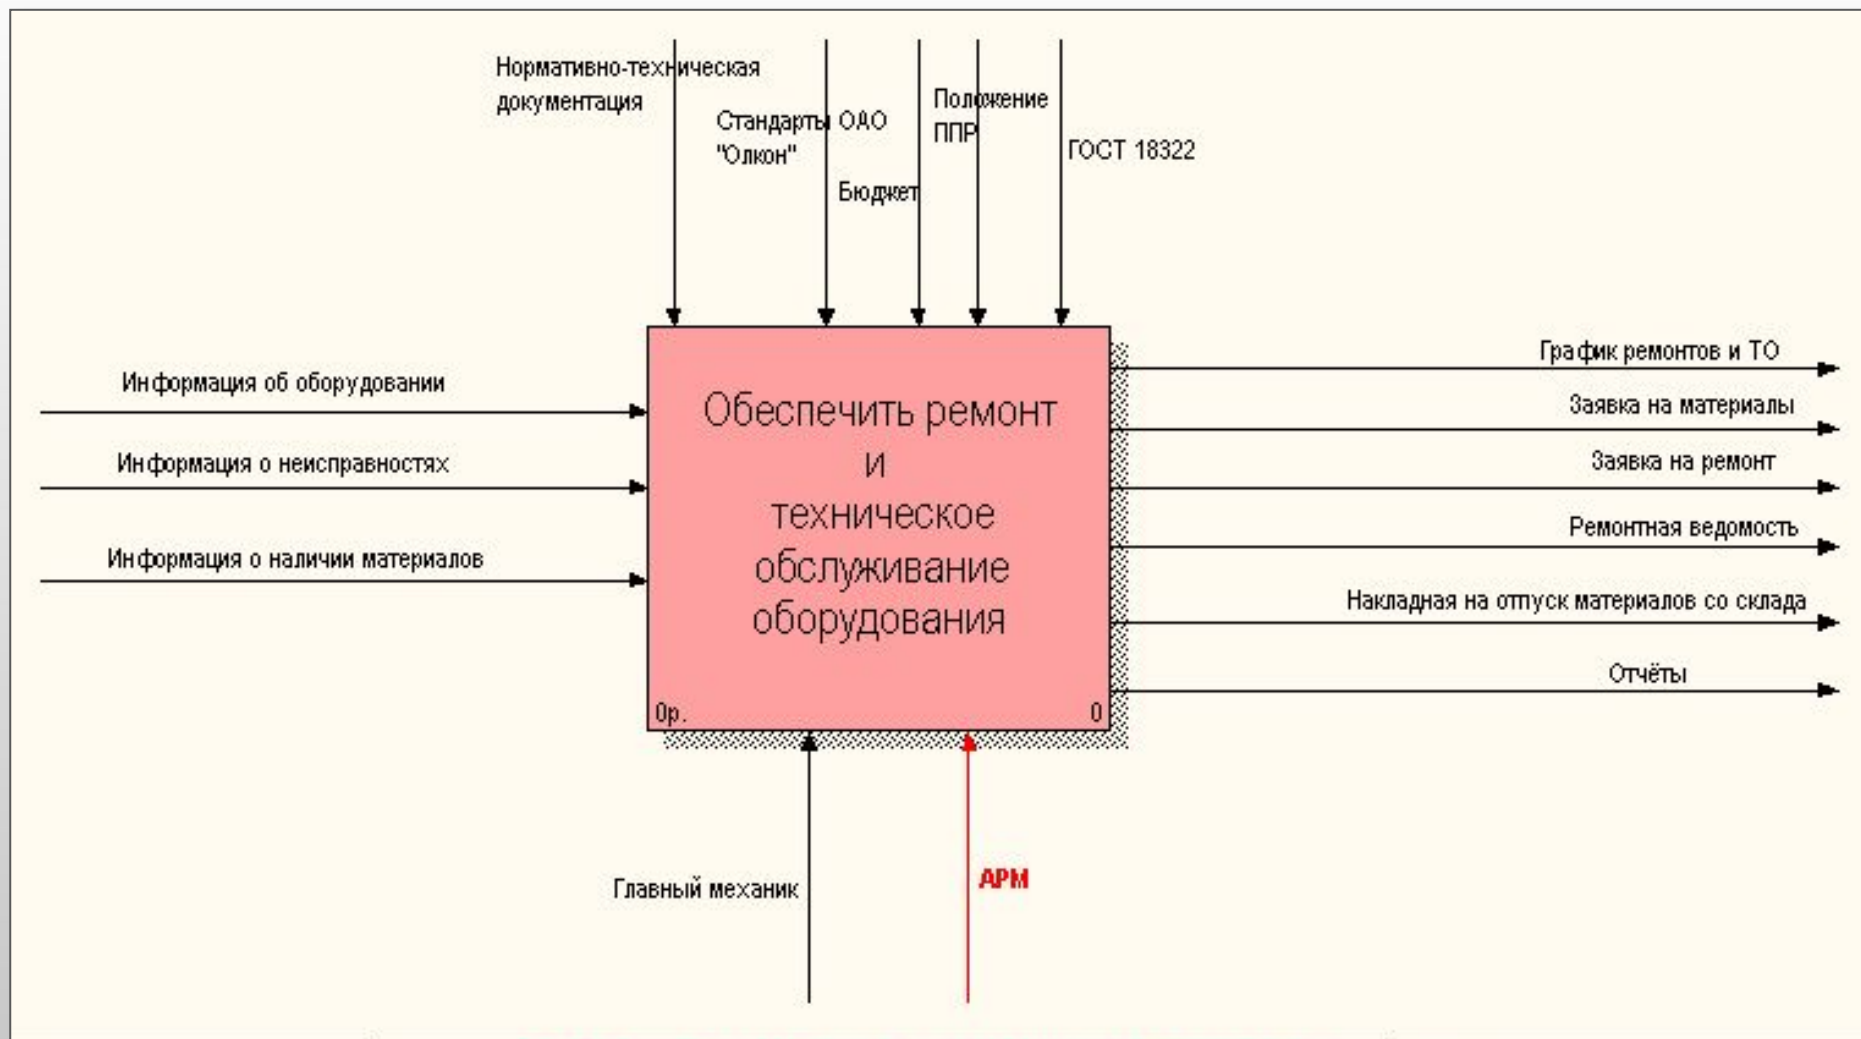 Нормативно-техническая
документация
Стандарты ОАО
"Олкон"
Бюджет
Положение
ППР
ГОСТ 18322
Информация об оборудовании
Информация о неисправностях
Информация о наличии материалов
Обеспечить ремонт
и
техническое
обслуживание
оборудования
0р.
0
График ремонтов и ТО
Заявка на материалы
Заявка на ремонт
Ремонтная ведомость
Накладная на отпуск материалов со склада
Отчёты
Главный механик
АРМ